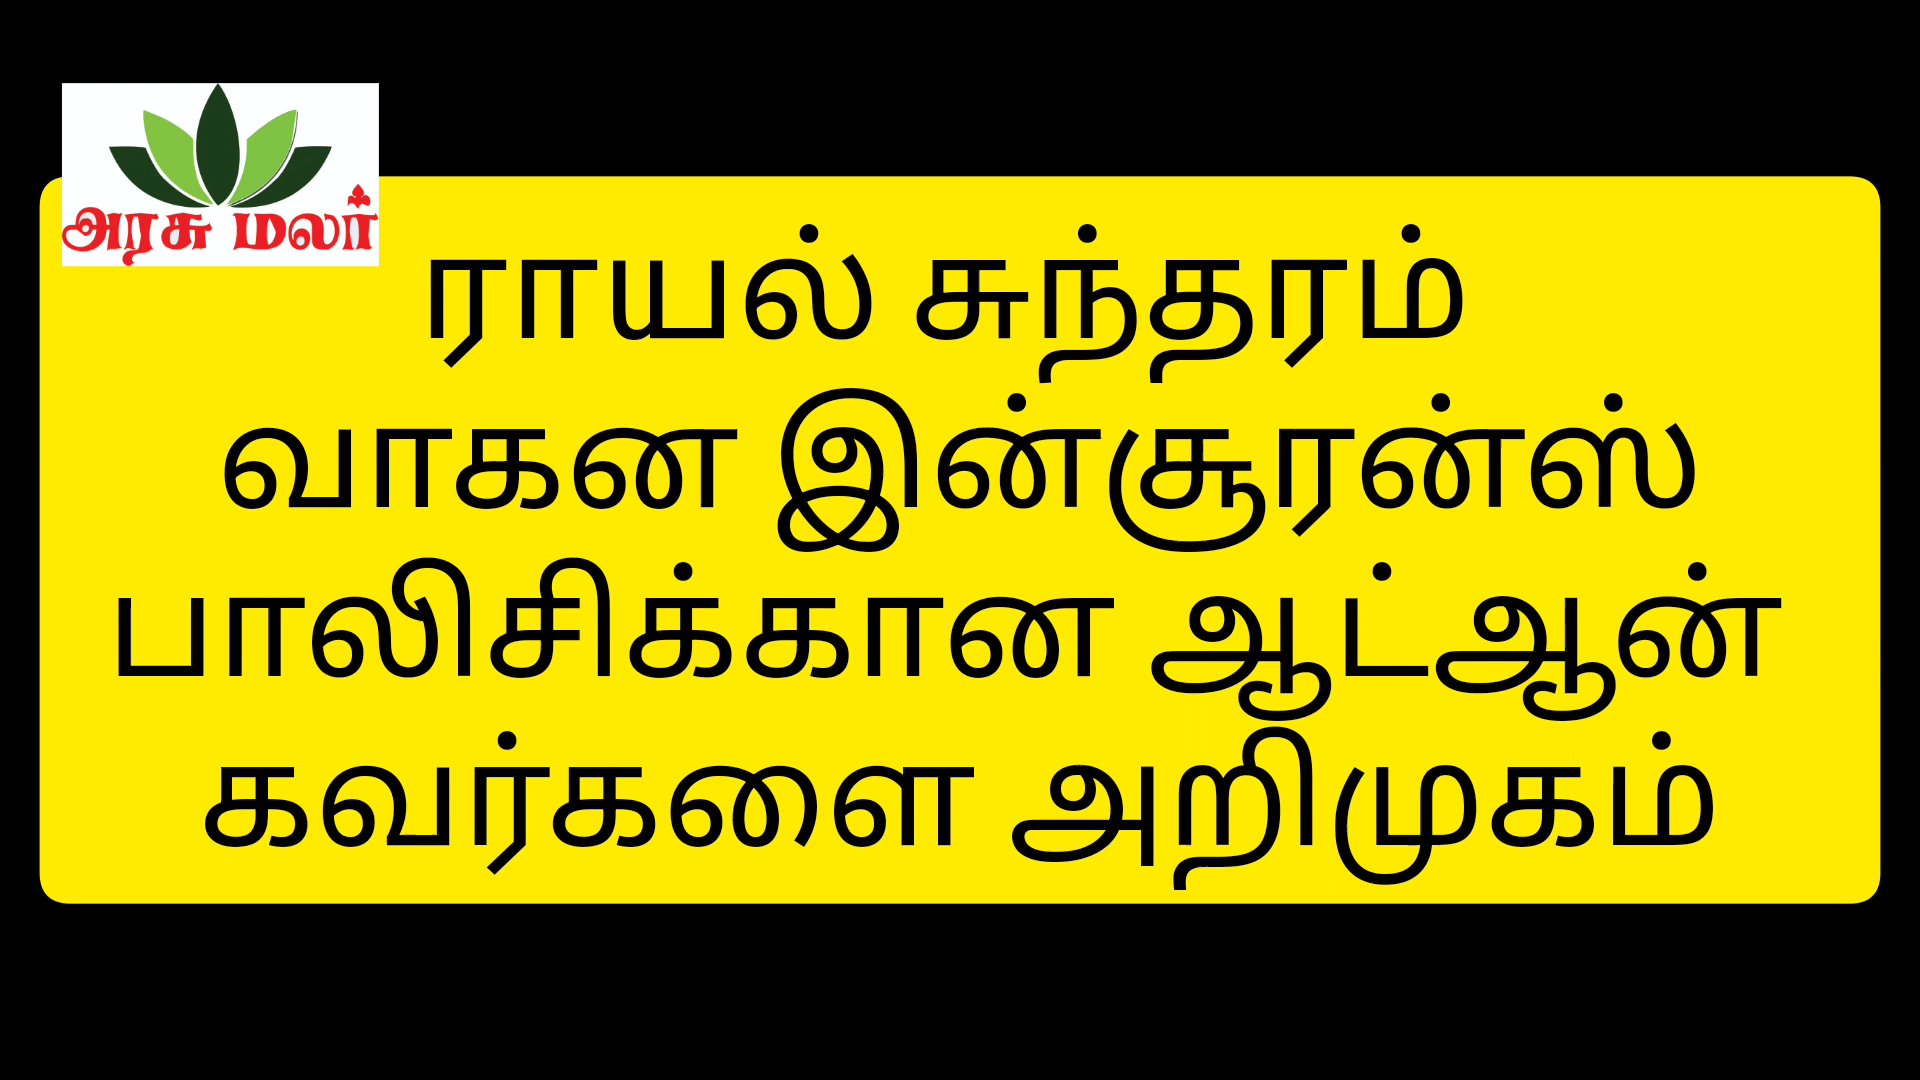 அரசு மலர்
ராயல் சுந்தரம்
வாகன இன்சூரன்ஸ்
பாலிசிக்கான ஆட்ஆன்
கவர்களை அறிமுகம்